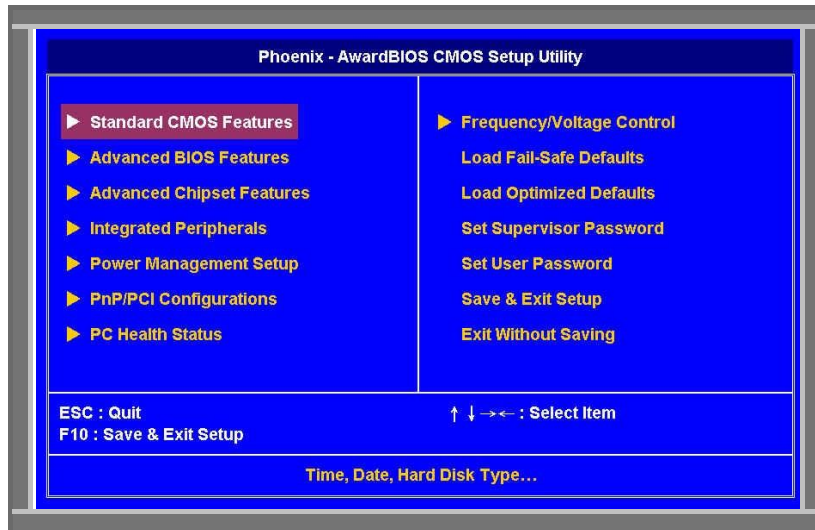 Phoenix - AwardBIOS CMOS Setup Utility
▶ Standard CMOS Features
▶ Advanced BIOS Features
▶ Advanced Chipset Features
▶ Integrated Peripherals
▶ Power Management Setup
▶ PnP/PCI Configurations
▶ PC Health Status
▶ Frequency/Voltage Control
Load Fail-Safe Defaults
Load Optimized Defaults
Set Supervisor Password
Set User Password
Save & Exit Setup
Exit Without Saving
ESC : Quit
F10 : Save & Exit Setup
↑ ↓ → ← : Select Item
Time, Date, Hard Disk Type...